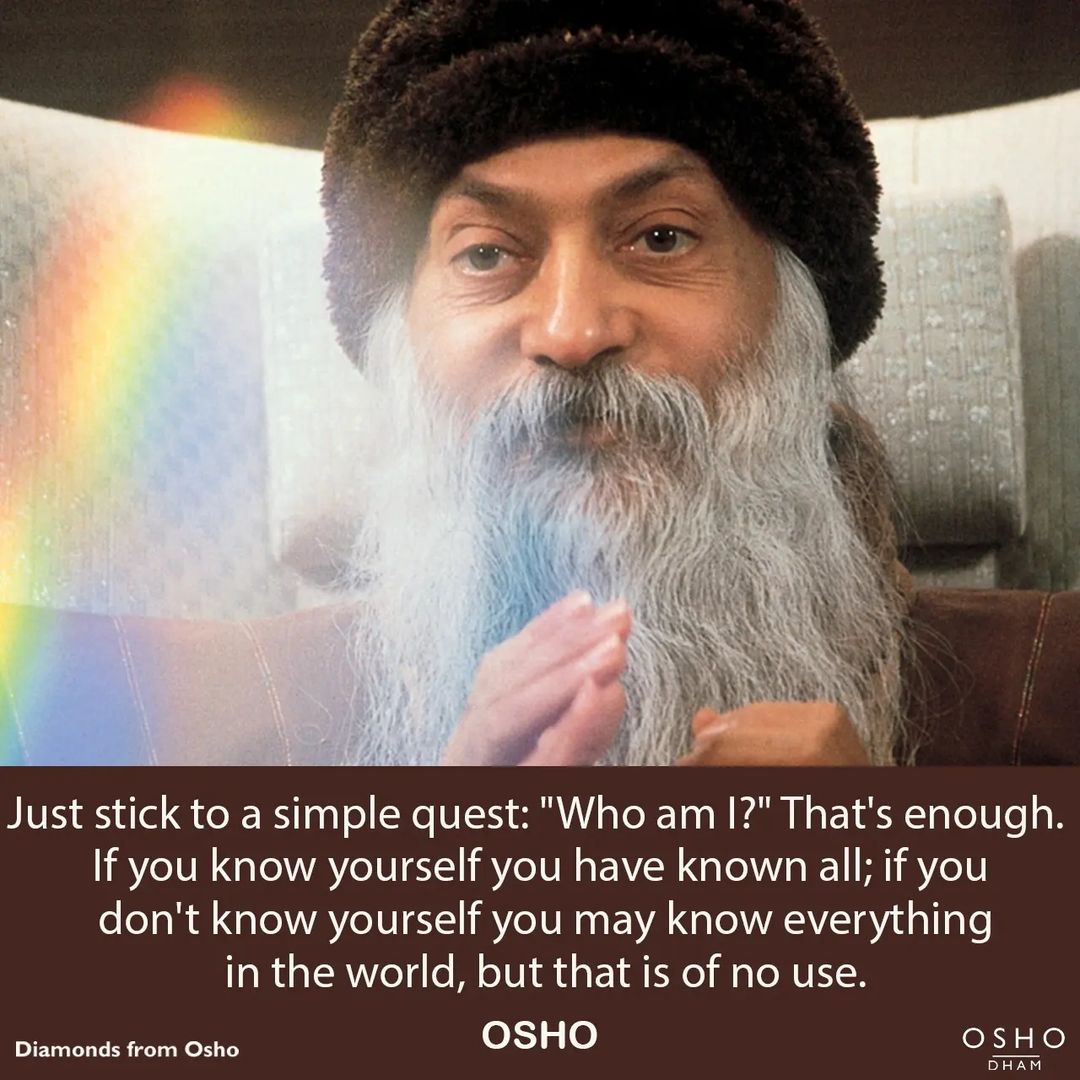 Just stick to a simple quest: "Who am I?" That's enough.
If you know yourself you have known all; if you
don't know yourself you may know everything
in the world, but that is of no use.
OSHO
Diamonds from Osho
OSHO
DHAM